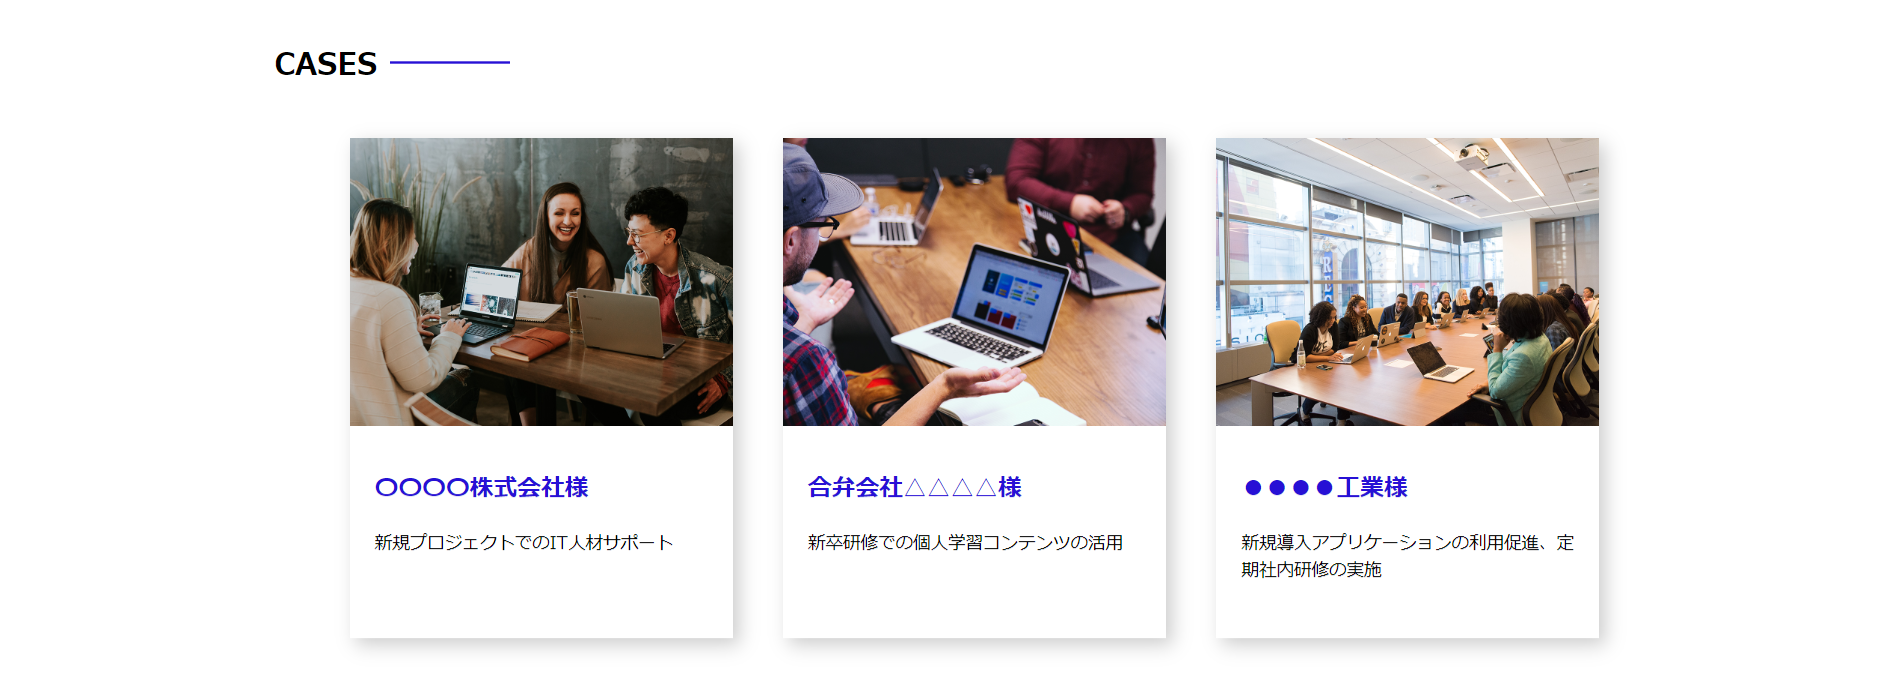 CASES
〇〇〇〇株式会社様
新規プロジェクトでのIT人材サポート
合弁会社△△△△様
新卒研修での個人学習コンテンツの活用
●●●●工業様
新規導入アプリケーションの利用促進、定
期社内研修の実施